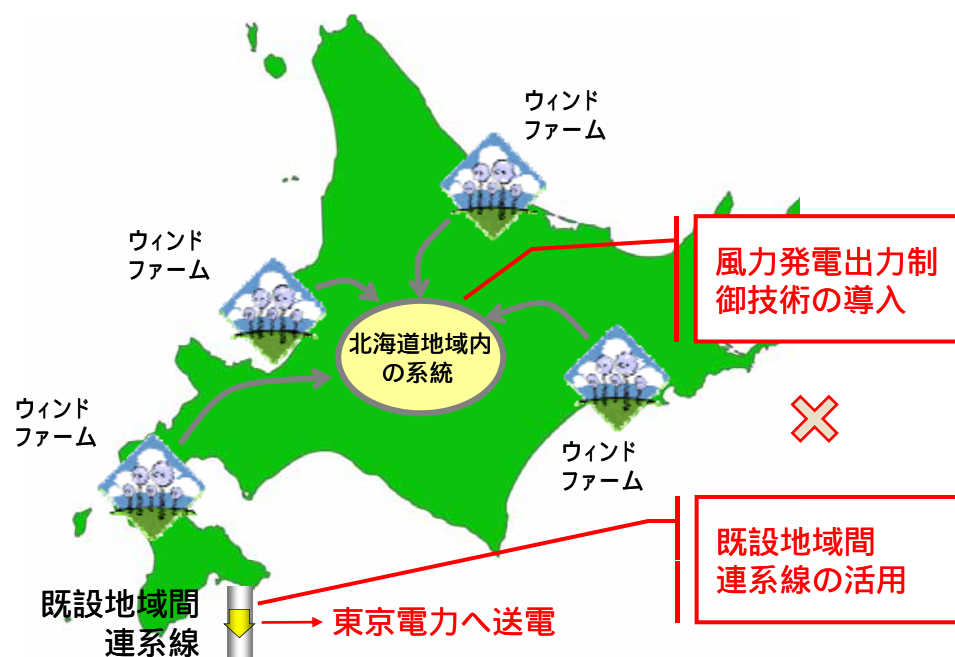 ウィンド
ファーム
ウィンド
ファーム
風力発電出力制
御技術の導入
北海道地域内
の系統
ウィンド
ファーム
ウィンド
ファーム
既設地域間
連系線の活用
既設地域間
連系線
東京電力へ送電